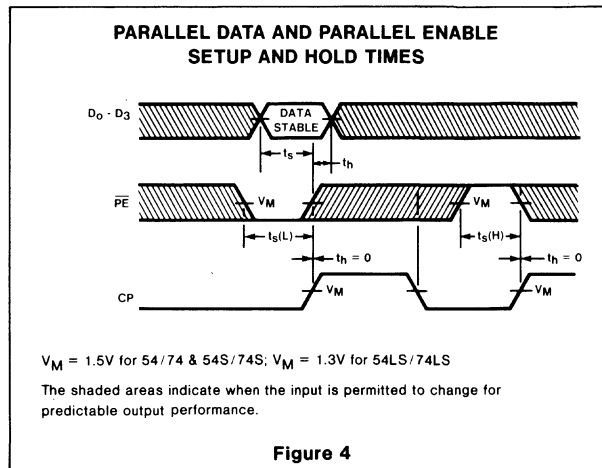 PARALLEL DATA AND PARALLEL ENABLE
SETUP AND HOLD TIMES
D0 - D3
DATA
STABLE
ts
th
PE
VM
VM
ts(L)
ts(H)
th = 0
th = 0
CP
VM
VM
VM = 1.5V for 54/74 & 54S/74S; VM = 1.3V for 54LS/74LS
The shaded areas indicate when the input is permitted to change for
predictable output performance.
Figure 4